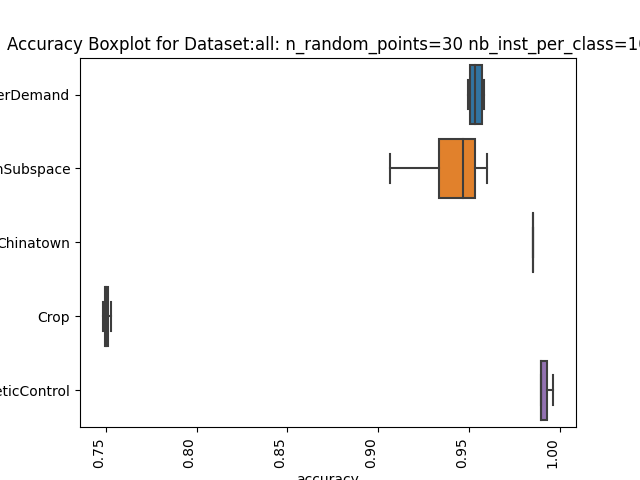 Accuracy Boxplot for Dataset:all: n_random_points=30 nb_inst_per_class=10
erDemand
nSubspace
Chinatown
Crop
eticControl
0.75 0.80 0.85 0.90 0.95 1.00
accuracy